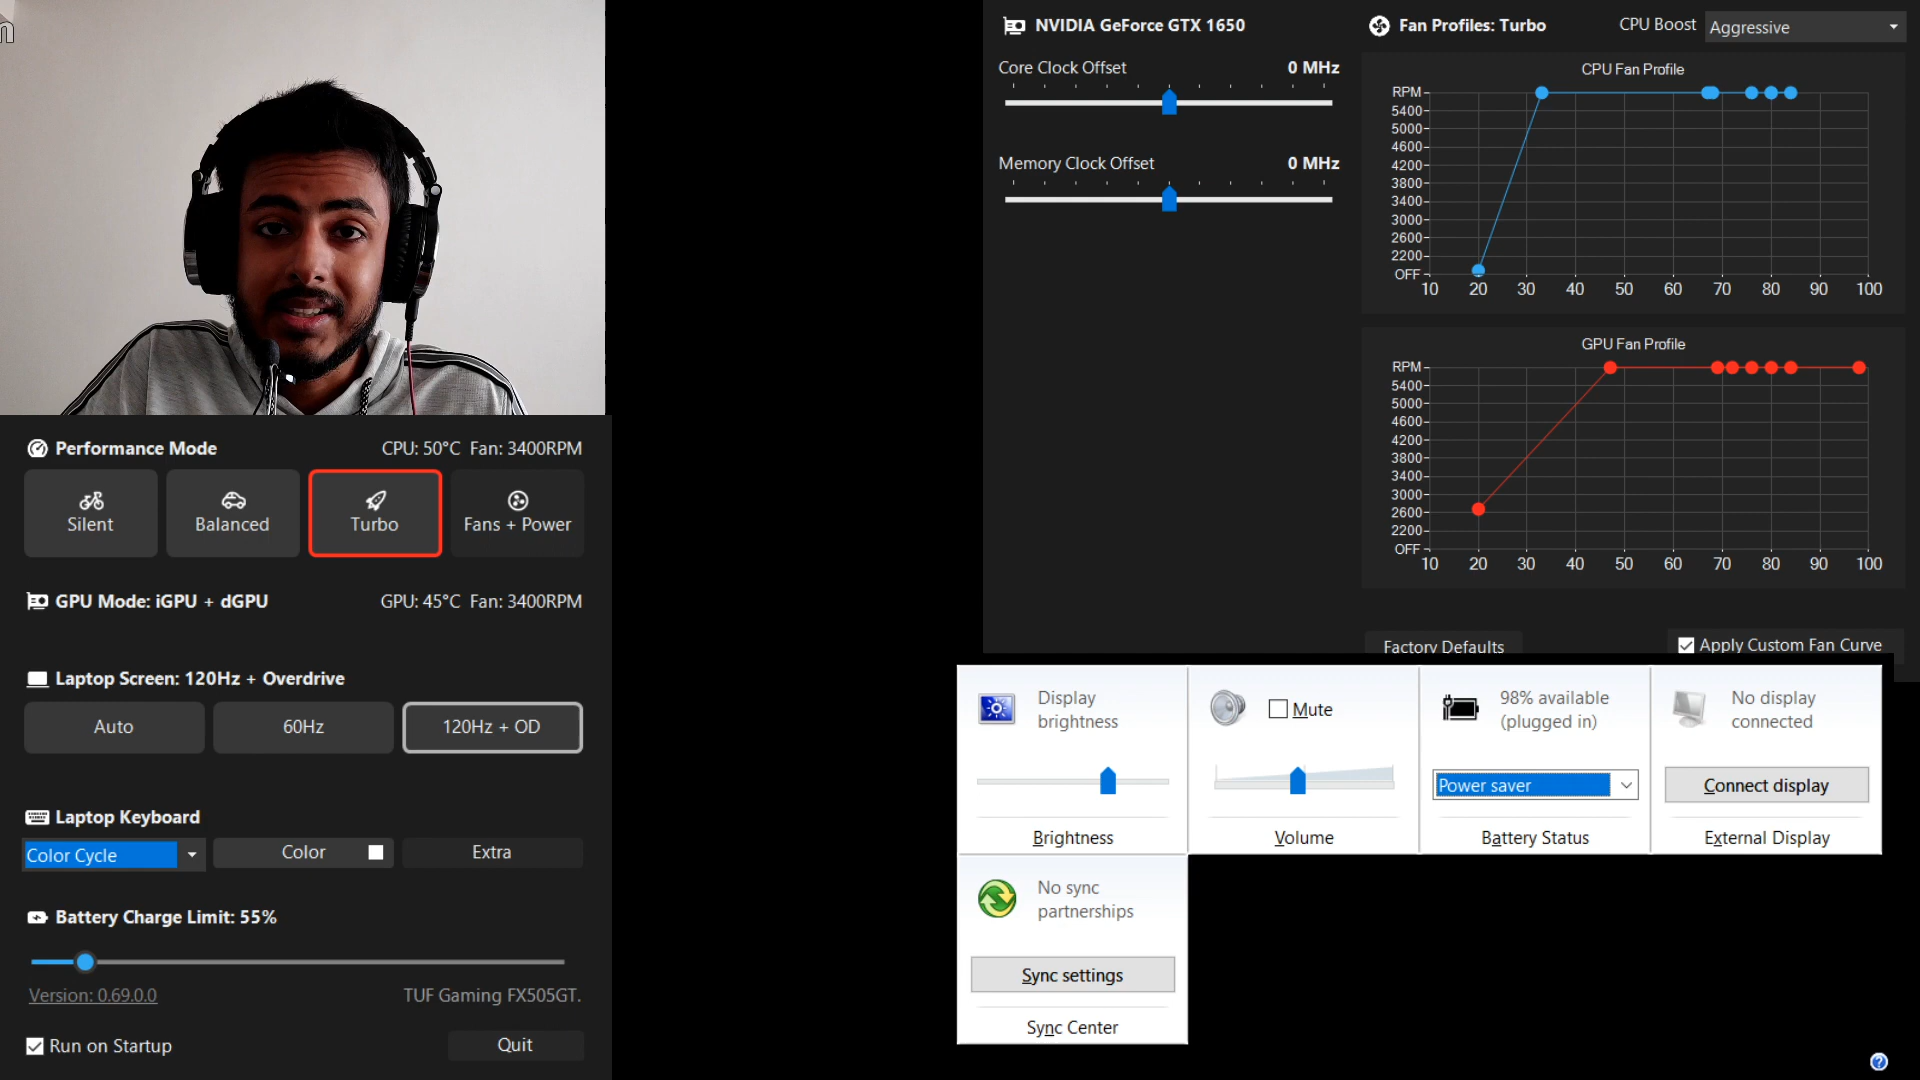 n
Performance Mode
CPU: 50°C Fan: 3400RPM
Silent
Balanced
Turbo
Fans + Power
GPU Mode: iGPU + dGPU
GPU: 45°C Fan: 3400RPM
Laptop Screen: 120Hz + Overdrive
Auto
60Hz
120Hz + OD
Laptop Keyboard
Color Cycle
Color
Extra
Battery Charge Limit: 55%
Version: 0.69.0.0
TUF Gaming FX505GT.
Run on Startup
Quit
NVIDIA GeForce GTX 1650
Core Clock Offset
0 MHz
Memory Clock Offset
0 MHz
Fan Profiles: Turbo
CPU Boost
Aggressive
CPU Fan Profile
RPM
5400
5000
4600
4200
3800
3400
3000
2600
2200
OFF
10 20 30 40 50 60 70 80 90 100
GPU Fan Profile
RPM
5400
5000
4600
4200
3800
3400
3000
2600
2200
OFF
10 20 30 40 50 60 70 80 90 100
Factory Defaults
Apply Custom Fan Curve
Display
brightness
Brightness
Mute
Volume
98% available
(plugged in)
Power saver
Battery Status
No display
connected
Connect display
External Display
No sync
partnerships
Sync settings
Sync Center
?